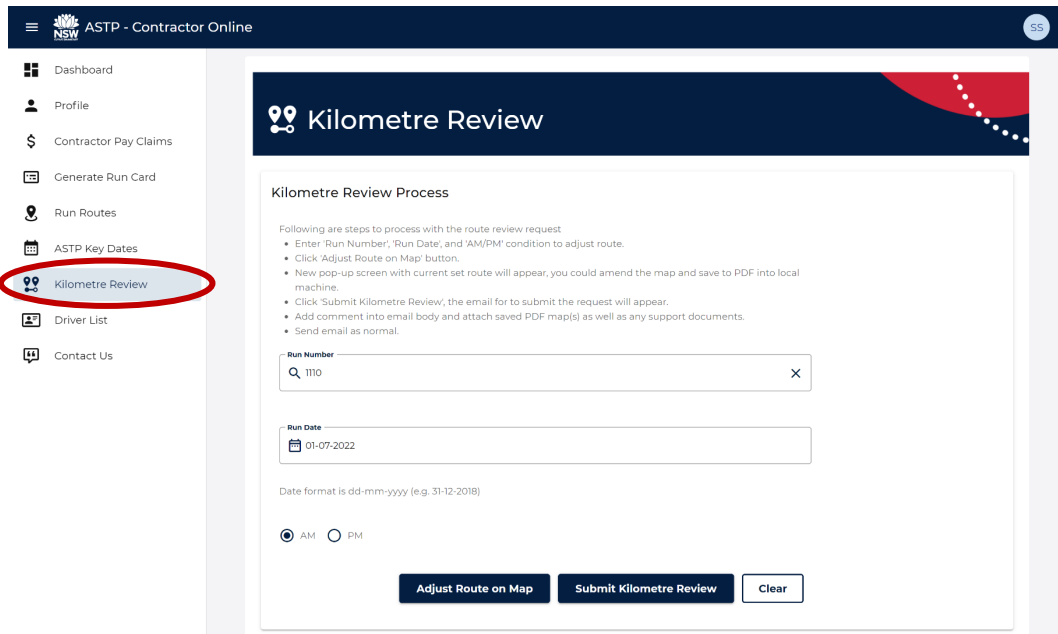 NSW
ASTP - Contractor Online
SS
Dashboard
Profile
Contractor Pay Claims
Generate Run Card
Run Routes
ASTP Key Dates
Kilometre Review
Driver List
Contact Us
Kilometre Review
Kilometre Review Process
Following are steps to process with the route review request
• Enter 'Run Number', 'Run Date', and 'AM/PM' condition to adjust route.
• Click 'Adjust Route on Map' button.
• New pop-up screen with current set route will appear, you could amend the map and save to PDF into local
machine.
• Click 'Submit Kilometre Review', the email for to submit the request will appear.
• Add comment into email body and attach saved PDF map(s) as well as any support documents.
• Send email as normal.
Run Number
1110
Run Date
01-07-2022
Date format is dd-mm-yyyy (e.g. 31-12-2018)
AM PM
Adjust Route on Map Submit Kilometre Review Clear